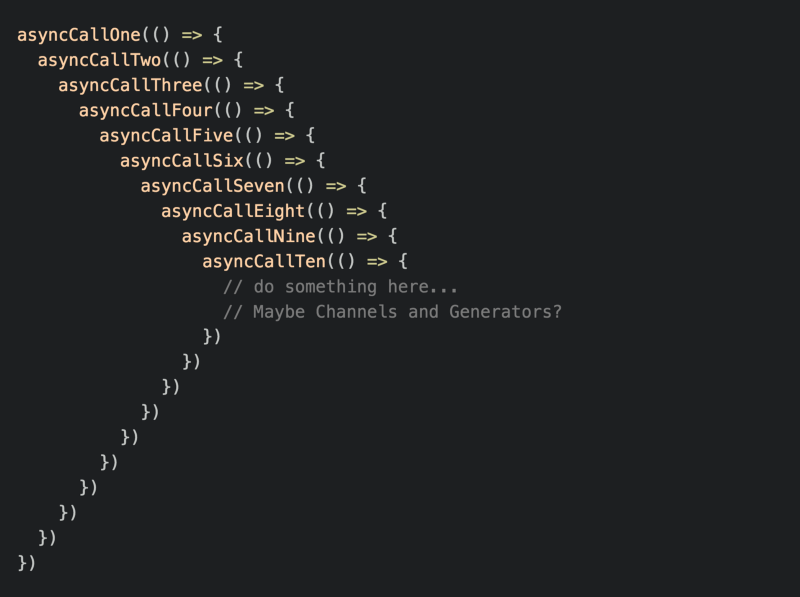 asyncCallOne(() => {
  asyncCallTwo(() => {
    asyncCallThree(() => {
      asyncCallFour(() => {
        asyncCallFive(() => {
          asyncCallSix(() => {
            asyncCallSeven(() => {
              asyncCallEight(() => {
                asyncCallNine(() => {
                  asyncCallTen(() => {
                    // do something here...
                    // Maybe Channels and Generators?
                  })
                })
              })
            })
          })
        })
      })
    })
  })
})